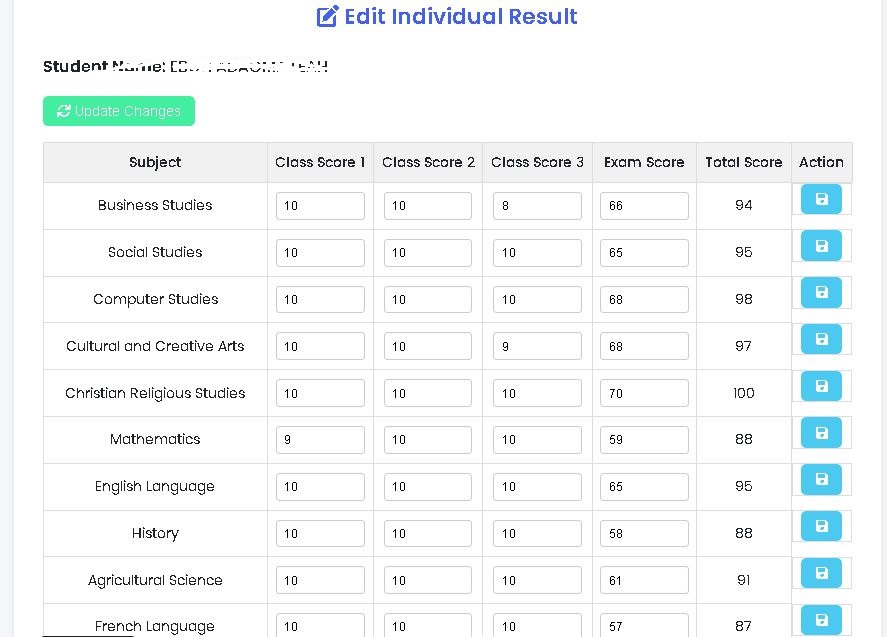 Edit Individual Result
Student Name:
Update Changes
Subject Class Score 1 Class Score 2 Class Score 3 Exam Score Total Score Action
Business Studies 10 10 8 66 94
Social Studies 10 10 10 65 95
Computer Studies 10 10 10 68 98
Cultural and Creative Arts 10 10 9 68 97
Christian Religious Studies 10 10 10 70 100
Mathematics 9 10 10 59 88
English Language 10 10 10 65 95
History 10 10 10 58 88
Agricultural Science 10 10 10 61 91
French Language 10 10 10 57 87